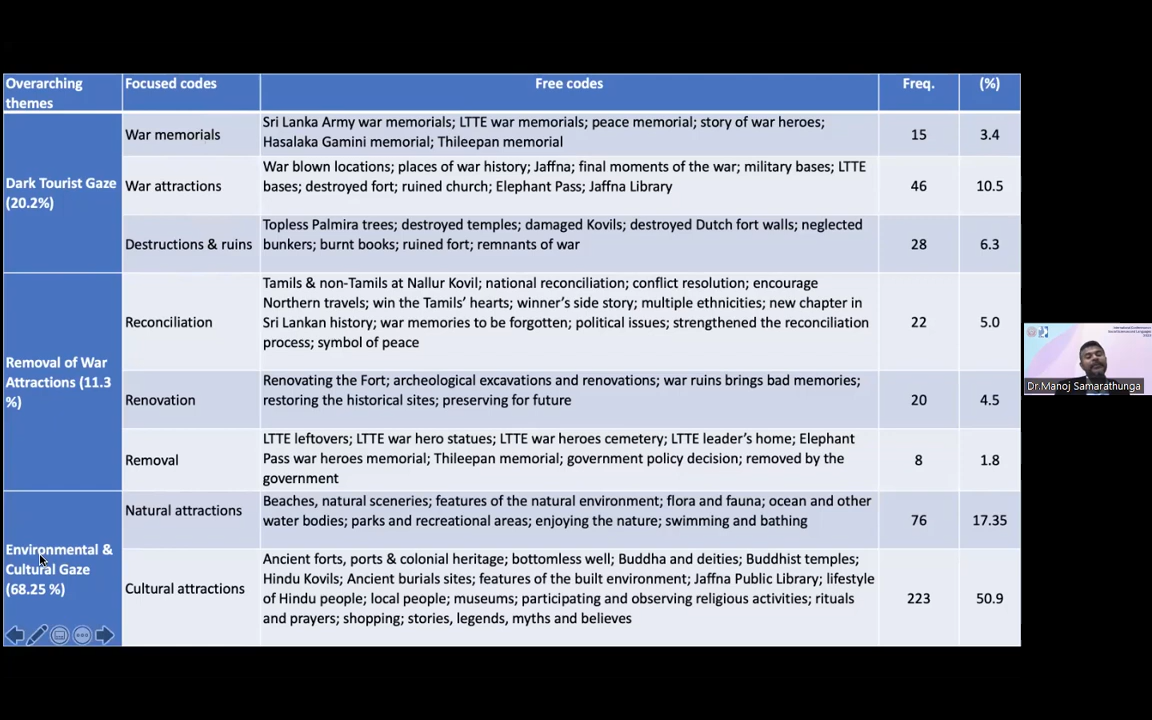 Overarching themes
Focused codes
Free codes
Freq.
(%)
Dark Tourist Gaze
(20.2%)
War memorials
Sri Lanka Army war memorials; LTTE war memorials; peace memorial; story of war heroes;
Hasalaka Gamini memorial; Thileepan memorial
15
3.4
War attractions
War blown locations; places of war history; Jaffna; final moments of the war; military bases; LTTE
bases; destroyed fort; ruined church; Elephant Pass; Jaffna Library
46
10.5
Destructions & ruins
Topless Palmira trees; destroyed temples; damaged Kovils; destroyed Dutch fort walls; neglected
bunkers; burnt books; ruined fort; remnants of war
28
6.3
Removal of War
Attractions (11.3
%)
Reconciliation
Tamils & non-Tamils at Nallur Kovil; national reconciliation; conflict resolution; encourage
Northern travels; win the Tamils' hearts; winner's side story; multiple ethnicities; new chapter in
Sri Lankan history; war memories to be forgotten; political issues; strengthened the reconciliation
process; symbol of peace
22
5.0
Renovation
Renovating the Fort; archeological excavations and renovations; war ruins brings bad memories;
restoring the historical sites; preserving for future
20
4.5
Removal
LTTE leftovers; LTTE war hero statues; LTTE war heroes cemetery; LTTE leader's home; Elephant
Pass war heroes memorial; Thileepan memorial; government policy decision; removed by the
government
8
1.8
Environmental &
Cultural Gaze
(68.25 %)
Natural attractions
Beaches, natural sceneries; features of the natural environment; flora and fauna; ocean and other
water bodies; parks and recreational areas; enjoying the nature; swimming and bathing
76
17.35
Cultural attractions
Ancient forts, ports & colonial heritage; bottomless well; Buddha and deities; Buddhist temples;
Hindu Kovils; Ancient burials sites; features of the built environment; Jaffna Public Library; lifestyle
of Hindu people; local people; museums; participating and observing religious activities; rituals
and prayers; shopping; stories, legends, myths and believes
223
50.9
Dr.Manoj Samarathunga